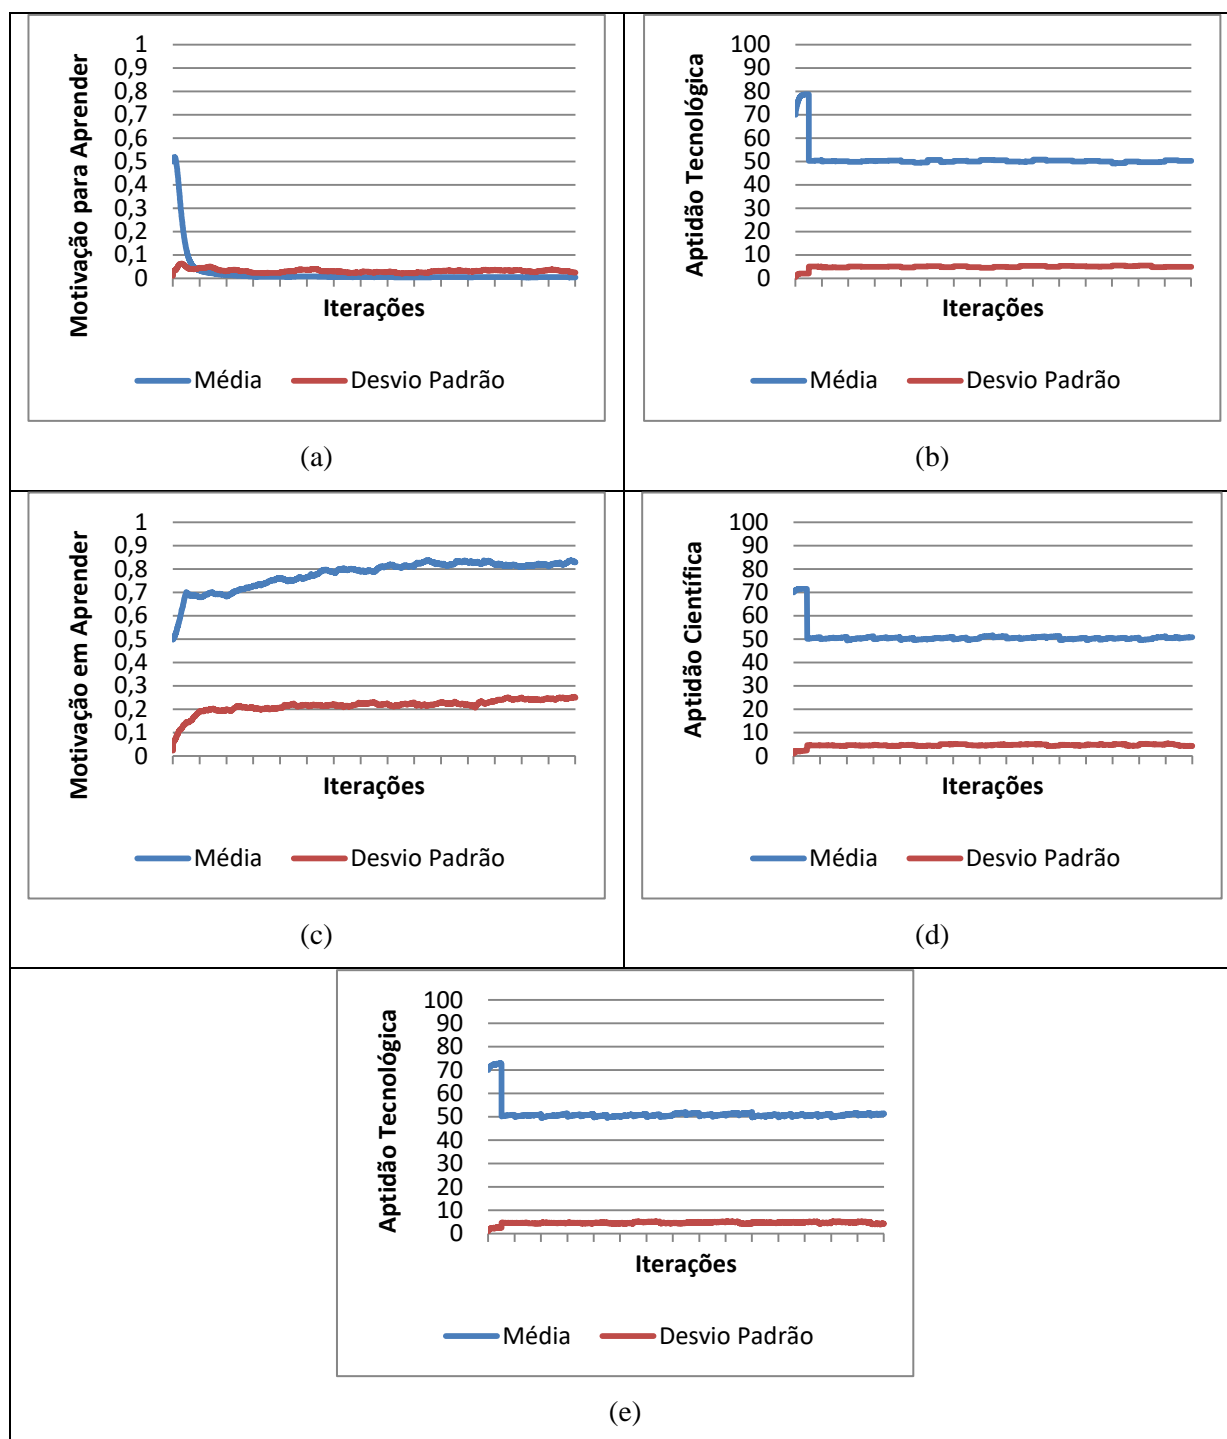 Motivação para Aprender
1
0,9
0,8
0,7
0,6
0,5
0,4
0,3
0,2
0,1
0
Iterações
Média Desvio Padrão
(a)
Aptidão Tecnológica
100
90
80
70
60
50
40
30
20
10
0
Iterações
Média Desvio Padrão
(b)
Motivação em Aprender
1
0,9
0,8
0,7
0,6
0,5
0,4
0,3
0,2
0,1
0
Iterações
Média Desvio Padrão
(c)
Aptidão Científica
100
90
80
70
60
50
40
30
20
10
0
Iterações
Média Desvio Padrão
(d)
Aptidão Tecnológica
100
90
80
70
60
50
40
30
20
10
0
Iterações
Média Desvio Padrão
(e)